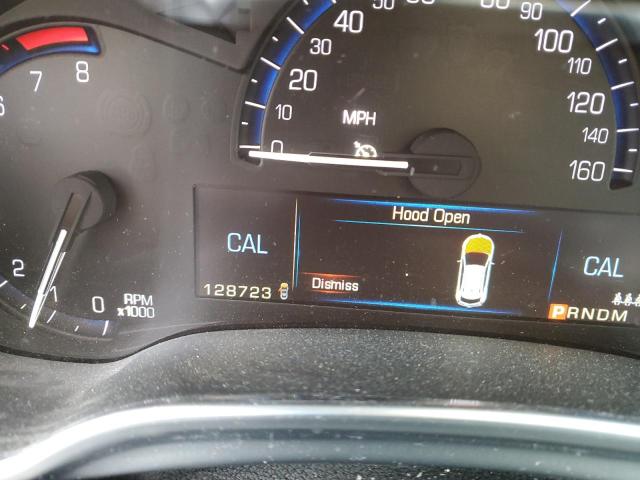 60 80
40 90
7 8 30 100
6 20 110
10 MPH 120
0 140
160
Hood Open
CAL CAL
2 1 0 RPM x1000
128723 Dismiss
PRNDM